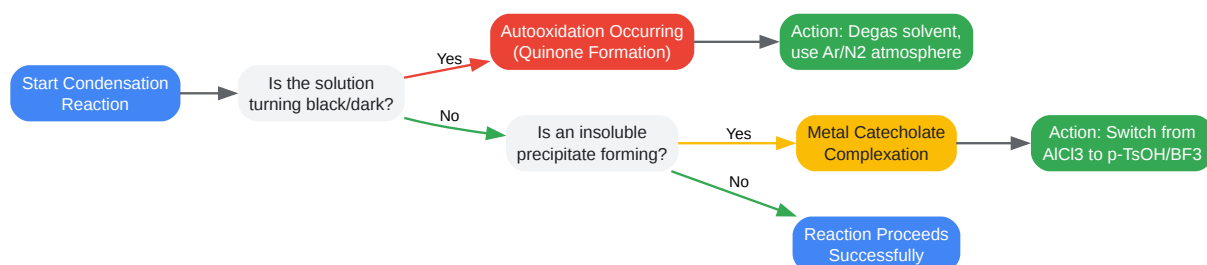 Start Condensation
Reaction
Is the solution
turning black/dark?
Yes
Autooxidation Occurring
(Quinone Formation)
Action: Degas solvent,
use Ar/N2 atmosphere
No
Is an insoluble
precipitate forming?
Yes
Metal Catecholate
Complexation
Action: Switch from
AlCl3 to p-TsOH/BF3
No
Reaction Proceeds
Successfully